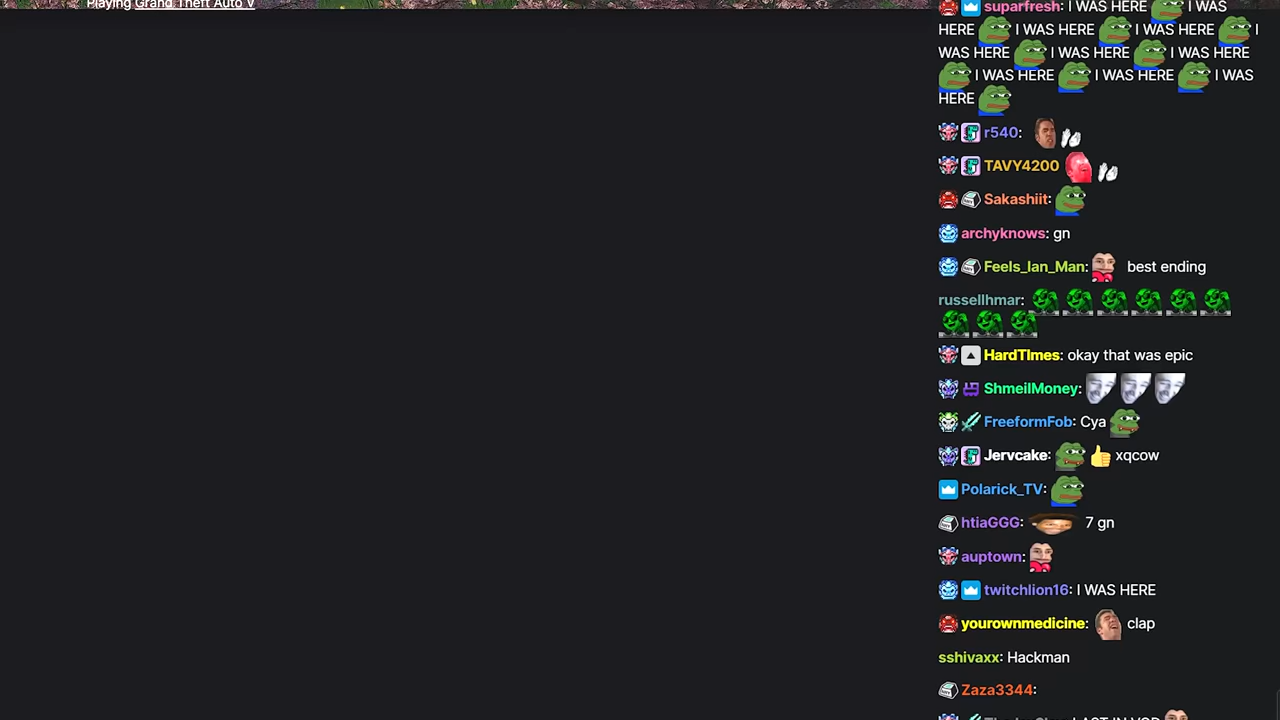 Playing Grand Theft Auto V
suparfresh: I WAS HERE I WAS
HERE I WAS HERE I WAS HERE I
WAS HERE I WAS HERE I WAS HERE
I WAS HERE I WAS HERE I WAS
HERE
r540:
TAVY4200
Sakashiit:
archyknows: gn
Feels_Ian_Man: best ending
russellhmar:
HardTImes: okay that was epic
ShmeilMoney:
FreeformFob: Cya
Jervcake: xqcow
Polarick_TV:
htiaGGG: 7 gn
auptown:
twitchlion16: I WAS HERE
yourownmedicine: clap
sshivaxx: Hackman
Zaza3344:
LAST IN VOD